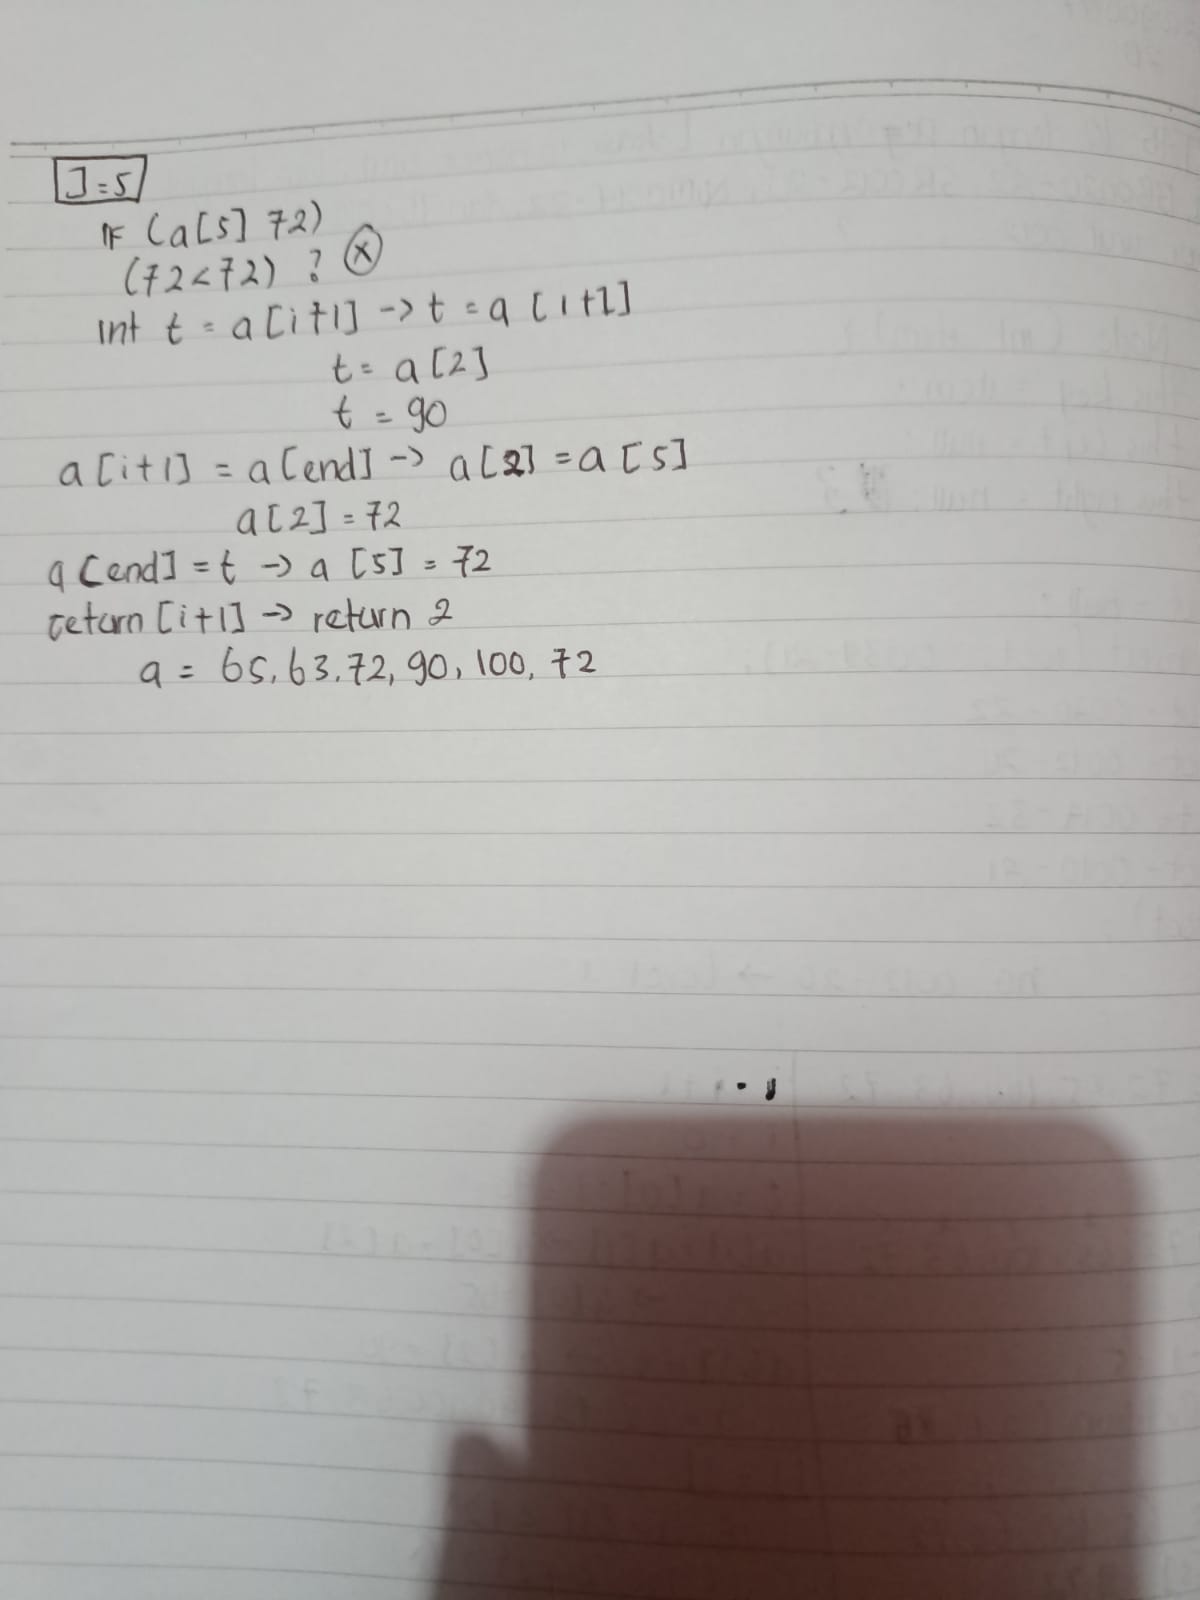 J=5
IF (a[5] 72)
(72<72) ? X
int t = a[i+1] -> t = a[1+1]
t = a[2]
t = 90
a[i+1] = a[end] -> a[2] = a[5]
a[2] = 72
a[end] = t -> a[5] = 72
return [i+1] -> return 2
a = 65, 63, 72, 90, 100, 72